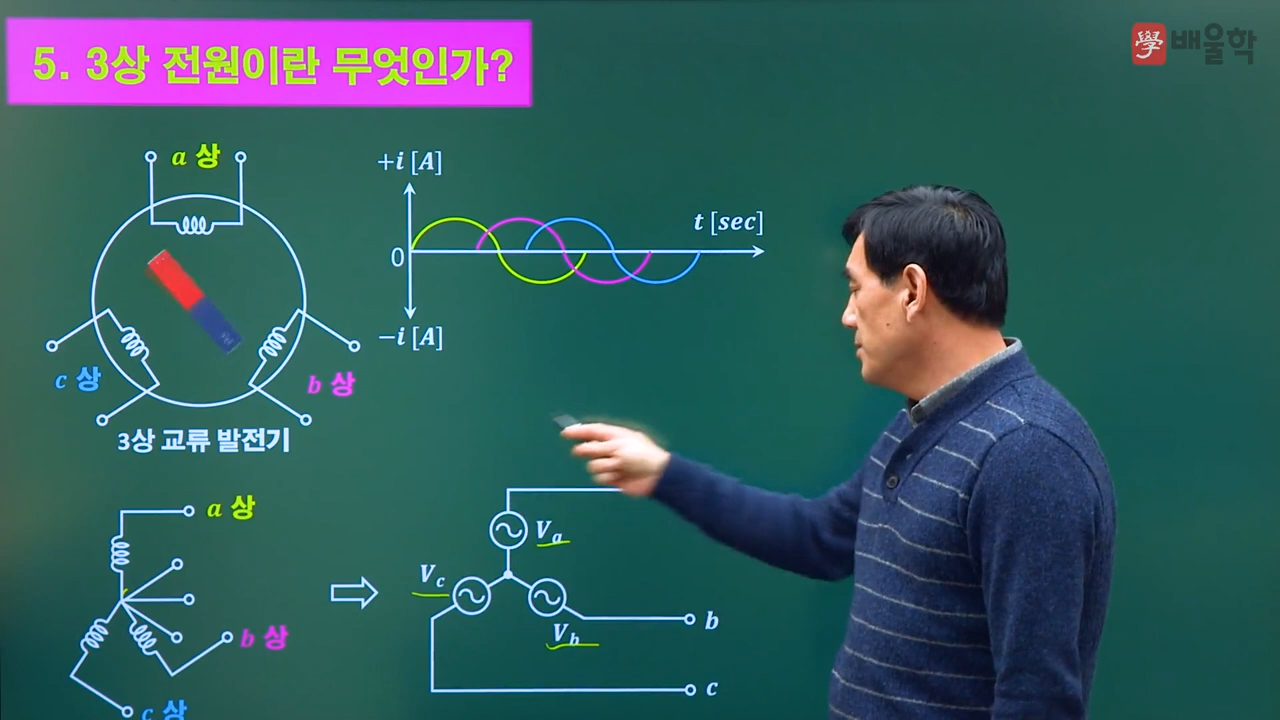 5. 3상 전원이란 무엇인가?
學 배울학
a 상
+i [A]
t [sec]
0
-i [A]
c 상
b 상
3상 교류 발전기
a 상
V_a
V_c
b 상
V_b
b
c 상
c